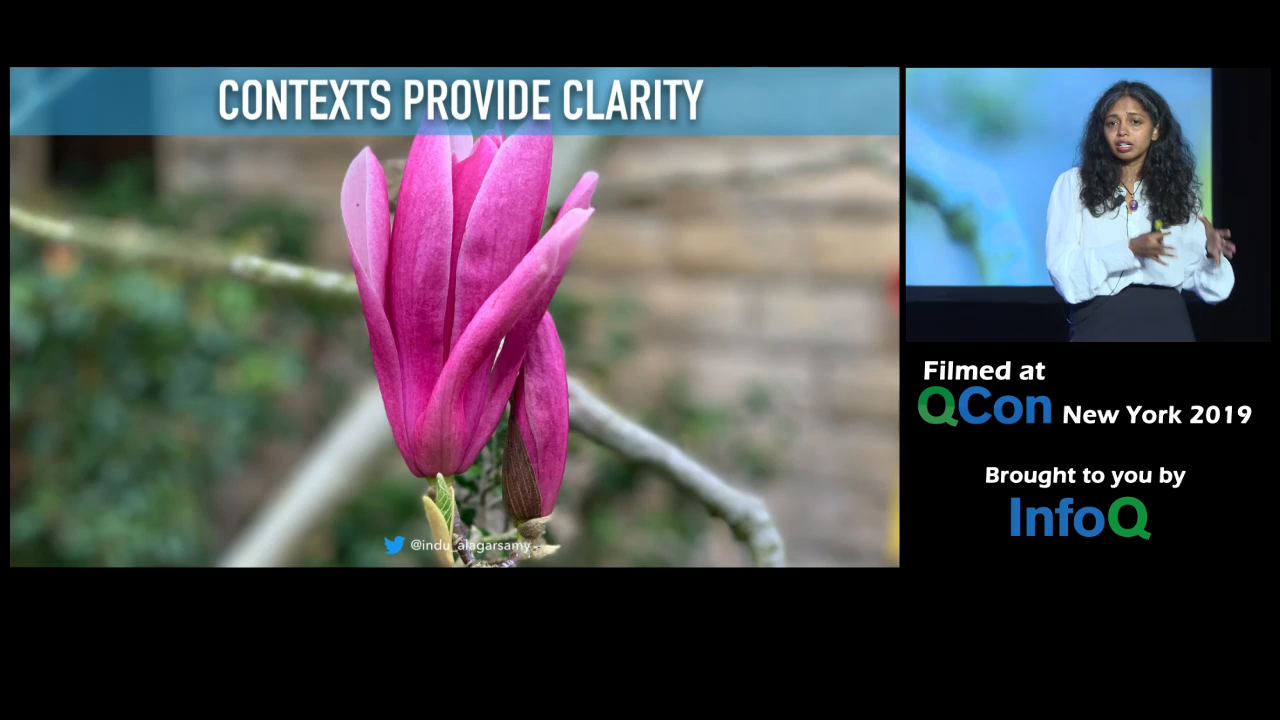 CONTEXTS PROVIDE CLARITY
@indu_alagarsamy
Filmed at
QCon New York 2019
Brought to you by
InfoQ